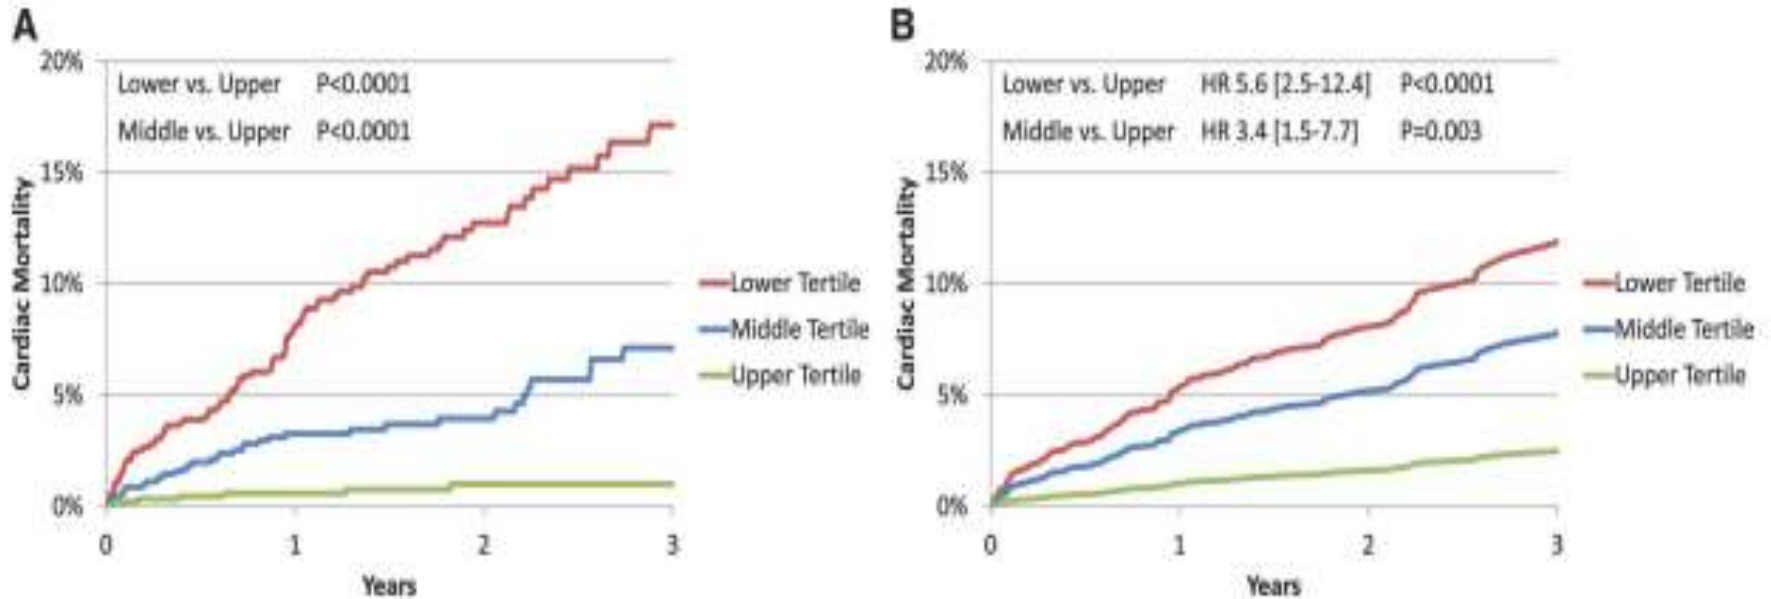 A
20%
Lower vs. Upper P<0.0001
Middle vs. Upper P<0.0001
15%
10%
5%
0%
Cardiac Mortality
0 1 2 3
Years
Lower Tertile
Middle Tertile
Upper Tertile
B
20%
Lower vs. Upper HR 5.6 [2.5-12.4] P<0.0001
Middle vs. Upper HR 3.4 [1.5-7.7] P=0.003
15%
10%
5%
0%
Cardiac Mortality
0 1 2 3
Years
Lower Tertile
Middle Tertile
Upper Tertile